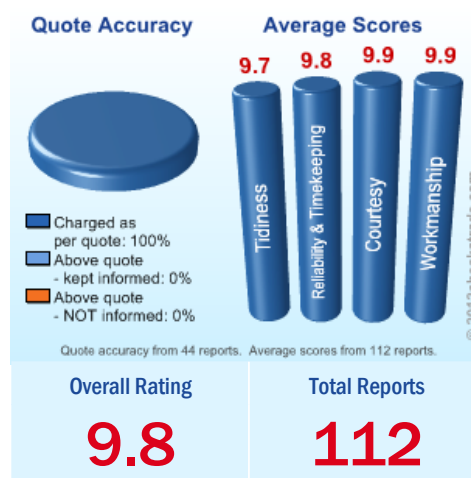 Quote Accuracy
Average Scores
9.7
9.8
9.9
9.9
Tidiness
Reliability & Timekeeping
Courtesy
Workmanship
Charged as
per quote: 100%
Above quote
- kept informed: 0%
Above quote
- NOT informed: 0%
Quote accuracy from 44 reports. Average scores from 112 reports.
Overall Rating
Total Reports
9.8
112